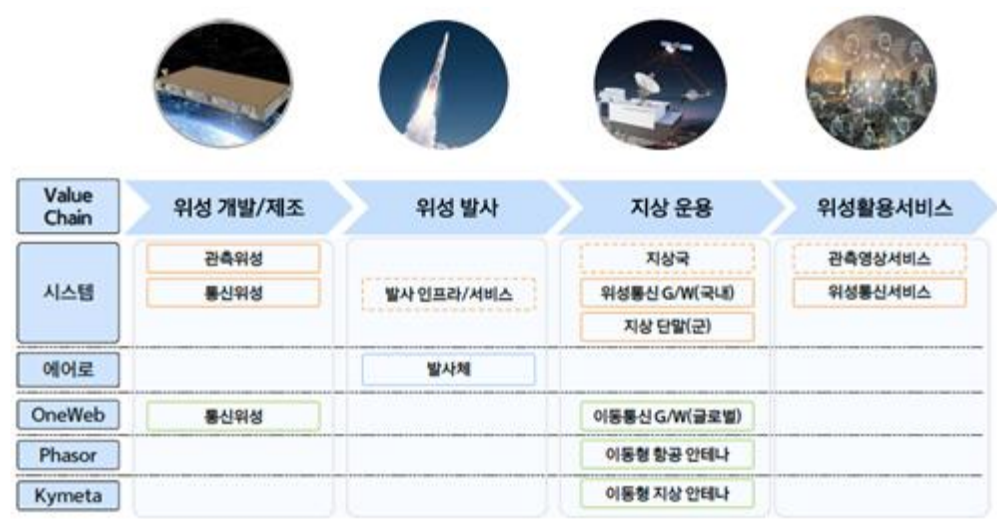 Value
Chain
위성 개발/제조
위성 발사
지상 운용
위성활용서비스
시스템
관측위성
통신위성
발사 인프라/서비스
지상국
위성통신 G/W(국내)
지상 단말(군)
관측영상서비스
위성통신서비스
에어로
발사체
OneWeb
통신위성
이동통신 G/W(글로벌)
Phasor
이동형 항공 안테나
Kymeta
이동형 지상 안테나